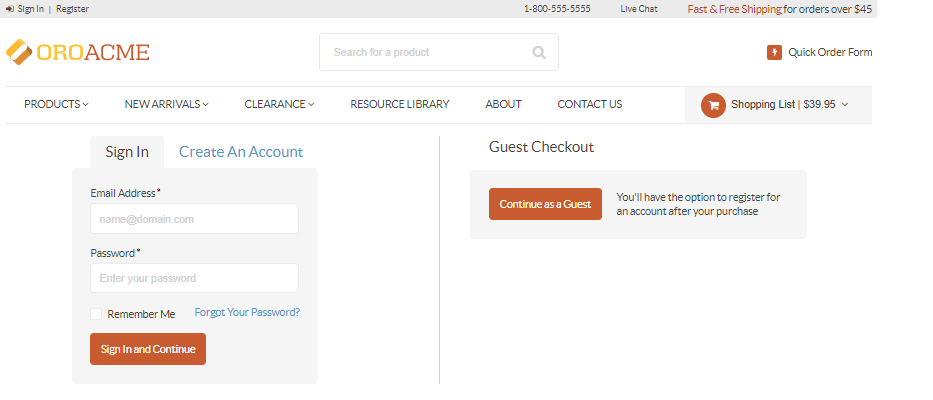 Sign In | Register 1-800-555-5555 Live Chat Fast & Free Shipping for orders over $45
OROACME Search for a product Quick Order Form
PRODUCTS NEW ARRIVALS CLEARANCE RESOURCE LIBRARY ABOUT CONTACT US Shopping List | $39.95
Sign In Create An Account
Email Address*
name@domain.com
Password*
Enter your password
Remember Me Forgot Your Password?
Sign In and Continue
Guest Checkout
Continue as a Guest
You'll have the option to register for
an account after your purchase